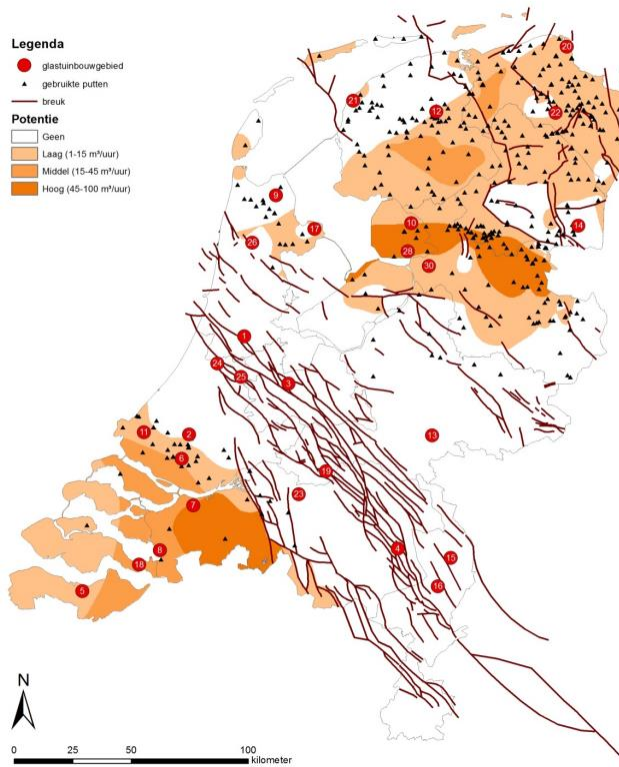 Legenda
glastuinbouwgebied
gebruikte putten
breuk
Potentie
Geen
Laag (1-15 m³/uur)
Middel (15-45 m³/uur)
Hoog (45-100 m³/uur)
20
21
12
22
9
10
17
14
26
28
30
1
24
25
3
11
2
13
6
19
23
7
8
4
15
18
16
5
N
0 25 50 100
kilometer